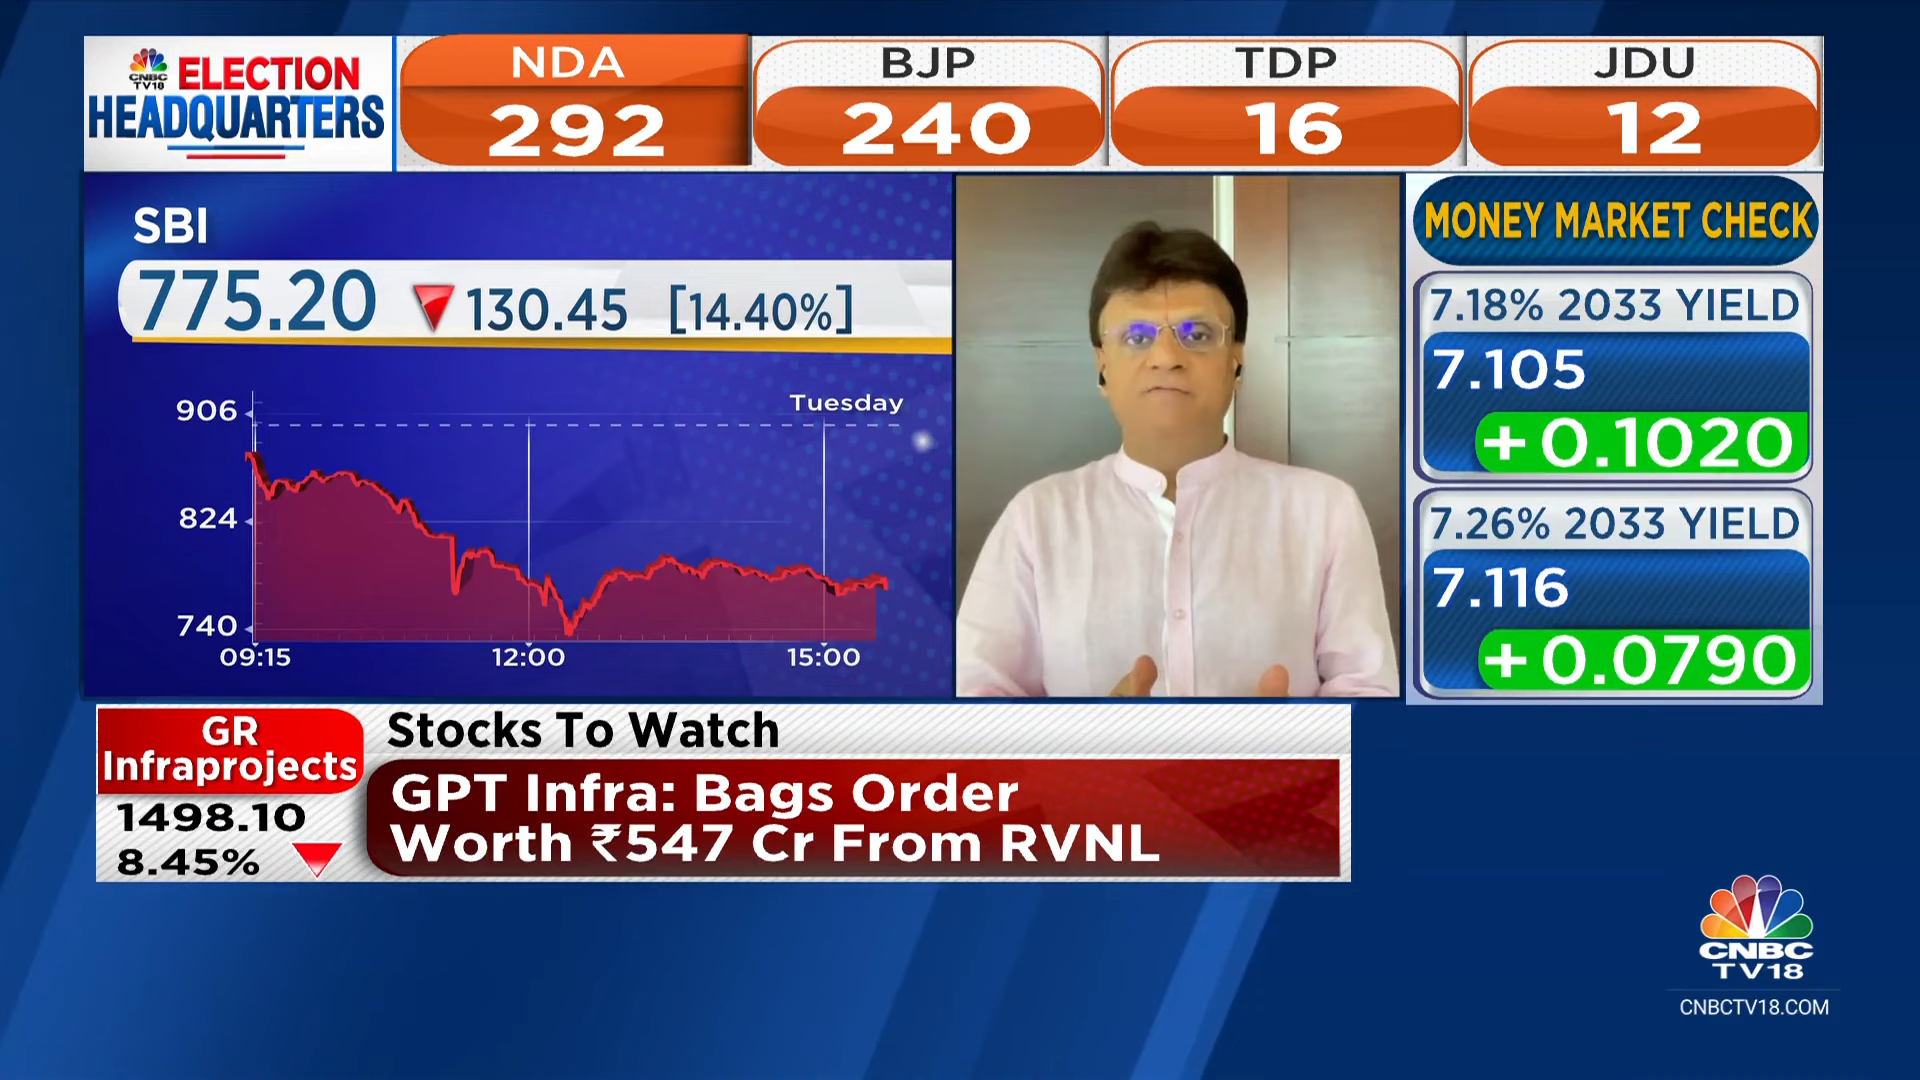 CNBC
TV18
ELECTION
HEADQUARTERS
NDA
292
BJP
240
TDP
16
JDU
12
SBI
775.20 130.45 [14.40%]
Tuesday
906
824
740
09:15 12:00 15:00
MONEY MARKET CHECK
7.18% 2033 YIELD
7.105
+0.1020
7.26% 2033 YIELD
7.116
+0.0790
GR
Infraprojects
1498.10
8.45%
Stocks To Watch
GPT Infra: Bags Order
Worth ₹547 Cr From RVNL
CNBC
TV18
CNBCTV18.COM